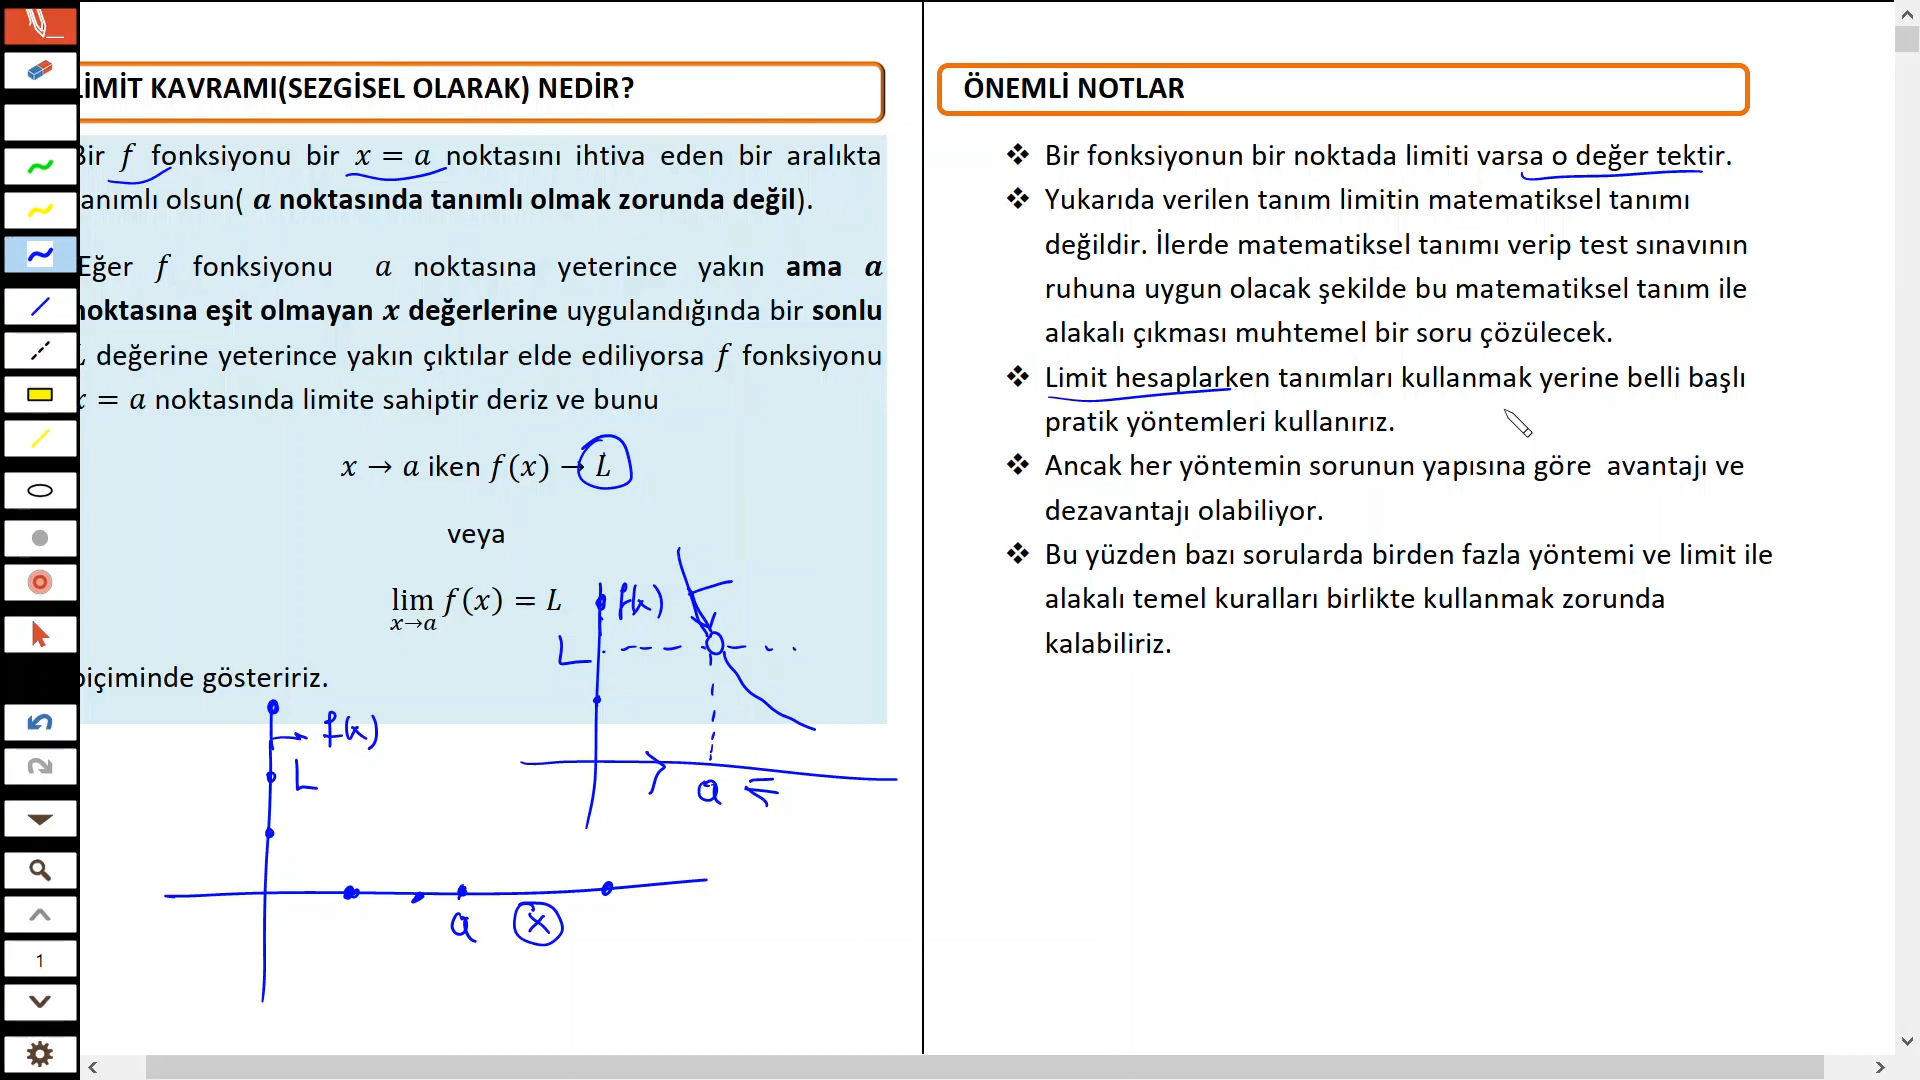 LİMİT KAVRAMI(SEZGİSEL OLARAK) NEDİR?
Bir f fonksiyonu bir x = a noktasını ihtiva eden bir aralıkta
anımlı olsun( a noktasında tanımlı olmak zorunda değil).
Eğer f fonksiyonu a noktasına yeterince yakın ama a
noktasına eşit olmayan x değerlerine uygulandığında bir sonlu
L değerine yeterince yakın çıktılar elde ediliyorsa f fonksiyonu
x = a noktasında limite sahiptir deriz ve bunu
x → a iken f(x) → L
veya
lim f(x) = L
x→a
biçiminde gösteririz.
f(x)
L
a
f(x)
L
a
x
ÖNEMLİ NOTLAR
❖ Bir fonksiyonun bir noktada limiti varsa o değer tektir.
❖ Yukarıda verilen tanım limitin matematiksel tanımı
değildir. İlerde matematiksel tanımı verip test sınavının
ruhuna uygun olacak şekilde bu matematiksel tanım ile
alakalı çıkması muhtemel bir soru çözülecek.
❖ Limit hesaplarken tanımları kullanmak yerine belli başlı
pratik yöntemleri kullanırız.
❖ Ancak her yöntemin sorunun yapısına göre avantajı ve
dezavantajı olabiliyor.
❖ Bu yüzden bazı sorularda birden fazla yöntemi ve limit ile
alakalı temel kuralları birlikte kullanmak zorunda
kalabiliriz.
1